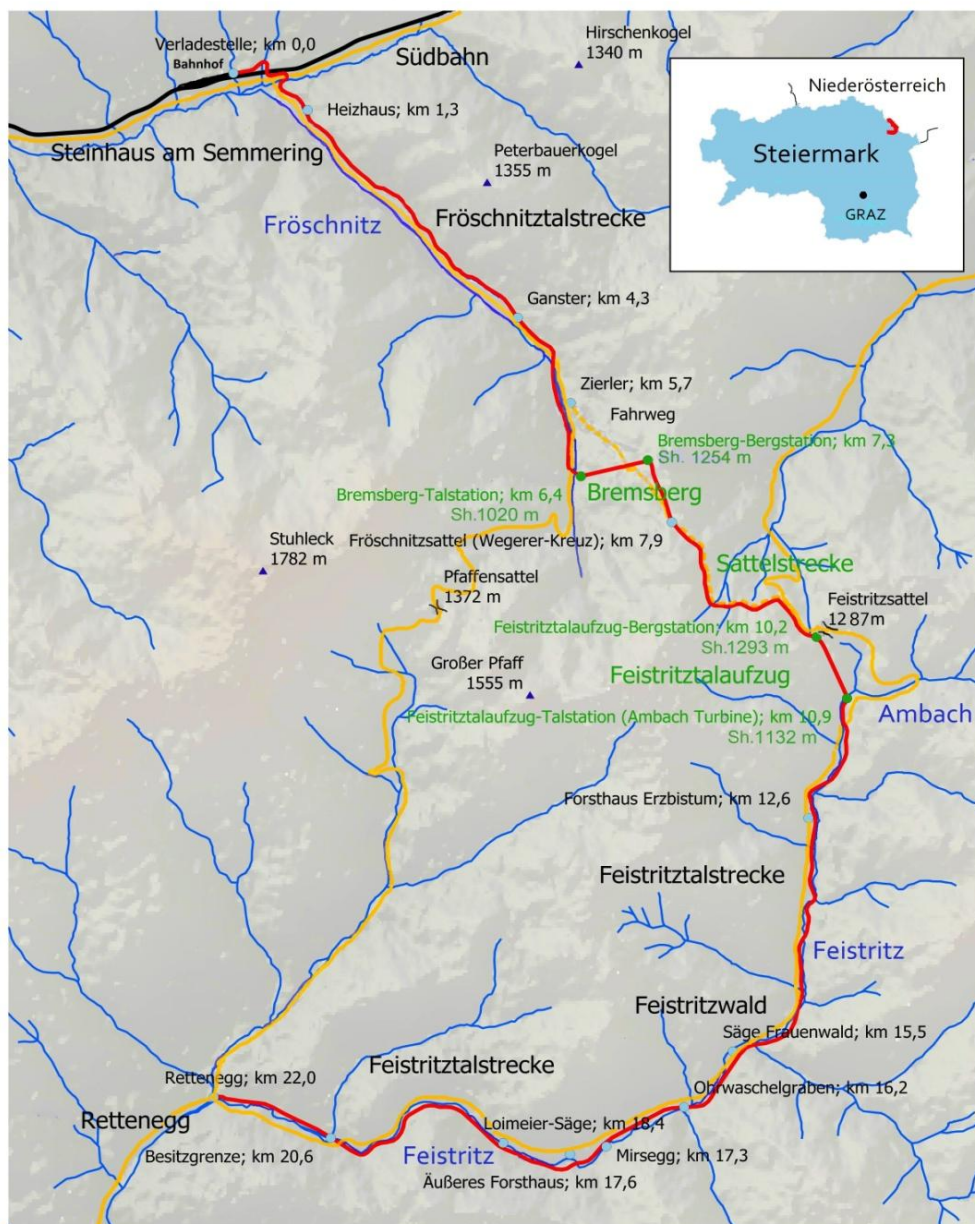 Verladestelle; km 0,0
Bahnhof
Südbahn
Hirschenkogel
1340 m
Heizhaus; km 1,3
Steinhaus am Semmering
Peterbauerkogel
1355 m
Niederösterreich
Steiermark
GRAZ
Fröschnitz
Fröschnitztalstrecke
Ganster; km 4,3
Zierler; km 5,7
Fahrweg
Bremsberg-Bergstation; km 7,3
Sh. 1254 m
Bremsberg-Talstation; km 6,4
Sh.1020 m
Bremsberg
Stuhleck
1782 m
Fröschnitzsattel (Wegerer-Kreuz); km 7,9
Pfaffensattel
1372 m
Sattelstrecke
Feistritzsattel
1287m
Feistritztalaufzug-Bergstation; km 10,2
Sh.1293 m
Großer Pfaff
1555 m
Feistritztalaufzug
Feistritztalaufzug-Talstation (Ambach Turbine); km 10,9
Sh.1132 m
Ambach
Forsthaus Erzbistum; km 12,6
Feistritztalstrecke
Feistritz
Feistritzwald
Säge Frauenwald; km 15,5
Feistritztalstrecke
Rettenegg; km 22,0
Ohrwaschelgraben; km 16,2
Rettenegg
Loimeier-Säge; km 18,4
Besitzgrenze; km 20,6
Feistritz
Mirsegg; km 17,3
Äußeres Forsthaus; km 17,6